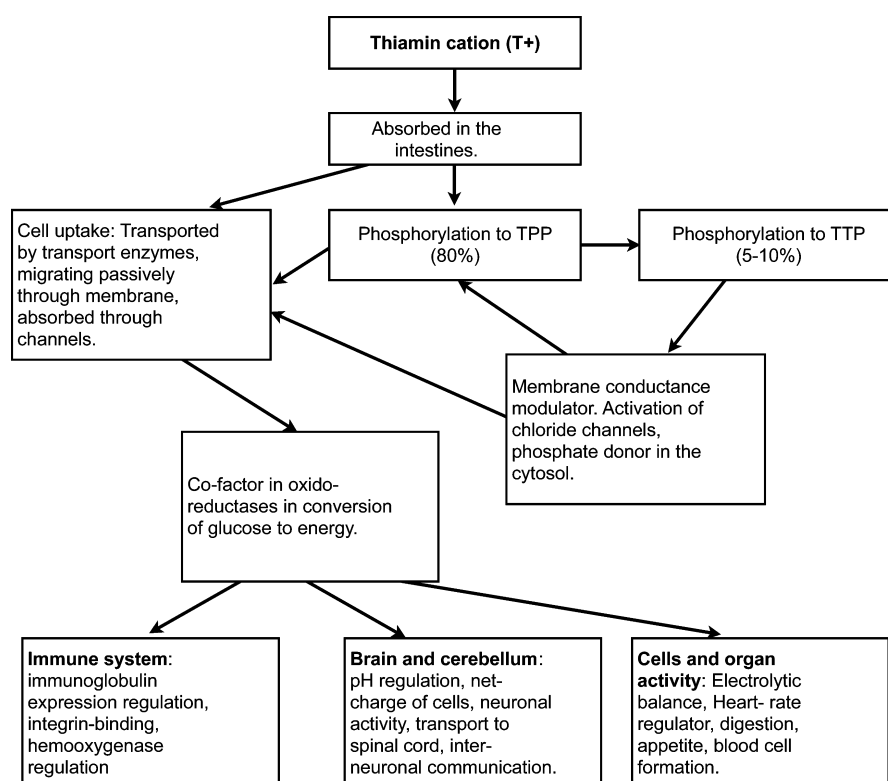 Thiamin cation (T+)
Absorbed in the
intestines.
Cell uptake: Transported
by transport enzymes,
migrating passively
through membrane,
absorbed through
channels.
Phosphorylation to TPP
(80%)
Phosphorylation to TTP
(5-10%)
Membrane conductance
modulator. Activation of
chloride channels,
phosphate donor in the
cytosol.
Co-factor in oxido-
reductases in conversion
of glucose to energy.
Immune system:
immunoglobulin
expression regulation,
integrin-binding,
hemooxygenase
regulation
Brain and cerebellum:
pH regulation, net-
charge of cells, neuronal
activity, transport to
spinal cord, inter-
neuronal communication.
Cells and organ
activity: Electrolytic
balance, Heart- rate
regulator, digestion,
appetite, blood cell
formation.